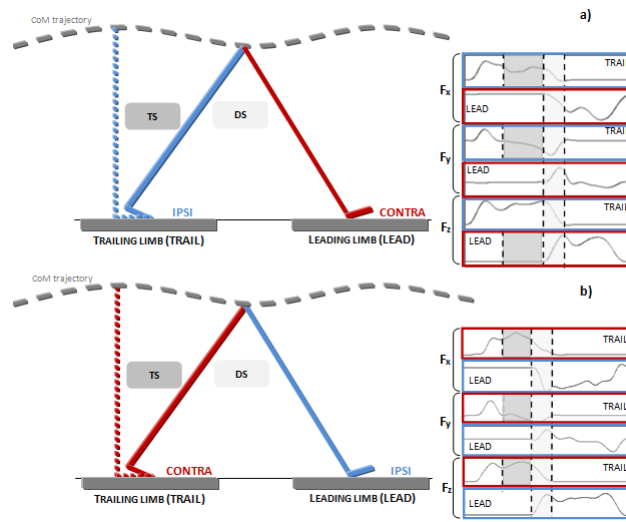 CoM trajectory
a)
TS
DS
IPSI
CONTRA
TRAILING LIMB (TRAIL)
LEADING LIMB (LEAD)
Fx
TRAIL
LEAD
Fy
TRAIL
LEAD
Fz
TRAIL
LEAD
CoM trajectory
b)
TS
DS
CONTRA
IPSI
TRAILING LIMB (TRAIL)
LEADING LIMB (LEAD)
Fx
TRAIL
LEAD
Fy
TRAIL
LEAD
Fz
TRAIL
LEAD